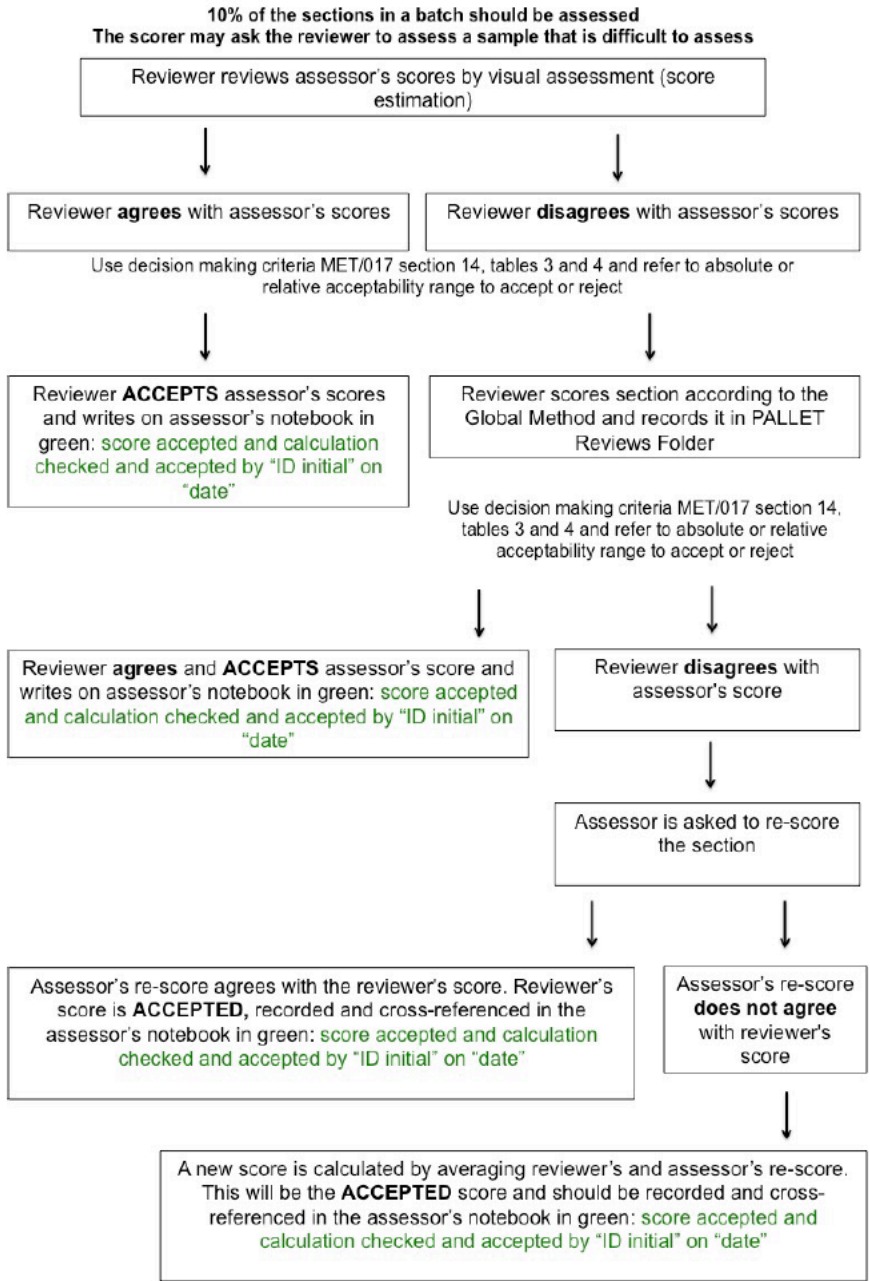 10% of the sections in a batch should be assessed
The scorer may ask the reviewer to assess a sample that is difficult to assess
Reviewer reviews assessor's scores by visual assessment (score
estimation)
Reviewer agrees with assessor's scores
Reviewer disagrees with assessor's scores
Use decision making criteria MET/017 section 14, tables 3 and 4 and refer to absolute or
relative acceptability range to accept or reject
Reviewer ACCEPTS assessor's scores
and writes on assessor's notebook in
green: score accepted and calculation
checked and accepted by "ID initial" on
"date"
Reviewer scores section according to the
Global Method and records it in PALLET
Reviews Folder
Use decision making criteria MET/017 section 14,
tables 3 and 4 and refer to absolute or relative
acceptability range to accept or reject
Reviewer agrees and ACCEPTS assessor's score and
writes on assessor's notebook in green: score accepted
and calculation checked and accepted by "ID initial" on
"date"
Reviewer disagrees with
assessor's score
Assessor is asked to re-score
the section
Assessor's re-score agrees with the reviewer's score. Reviewer's
score is ACCEPTED, recorded and cross-referenced in the
assessor's notebook in green: score accepted and calculation
checked and accepted by "ID initial" on "date"
Assessor's re-score
does not agree
with reviewer's
score
A new score is calculated by averaging reviewer's and assessor's re-score.
This will be the ACCEPTED score and should be recorded and cross-
referenced in the assessor's notebook in green: score accepted and
calculation checked and accepted by "ID initial" on "date"